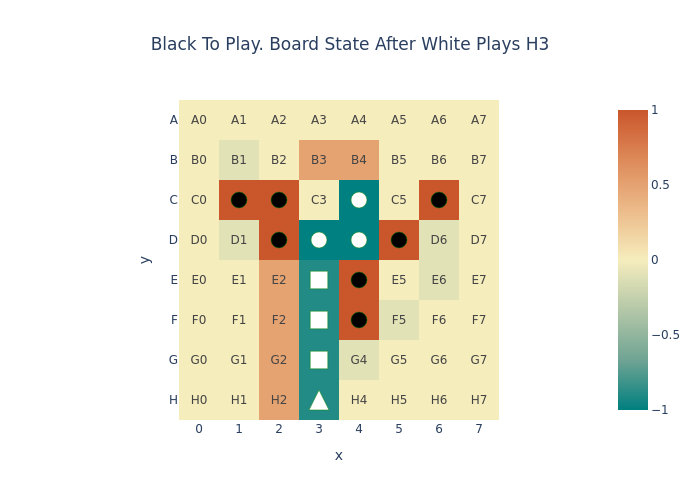 Black To Play. Board State After White Plays H3
A A0 A1 A2 A3 A4 A5 A6 A7
B B0 B1 B2 B3 B4 B5 B6 B7
C C0 C3 C5 C7
D D0 D1 D6 D7
E E0 E1 E2 E5 E6 E7
F F0 F1 F2 F5 F6 F7
G G0 G1 G2 G4 G5 G6 G7
H H0 H1 H2 H4 H5 H6 H7
0 1 2 3 4 5 6 7
x
y
1
0.5
0
−0.5
−1